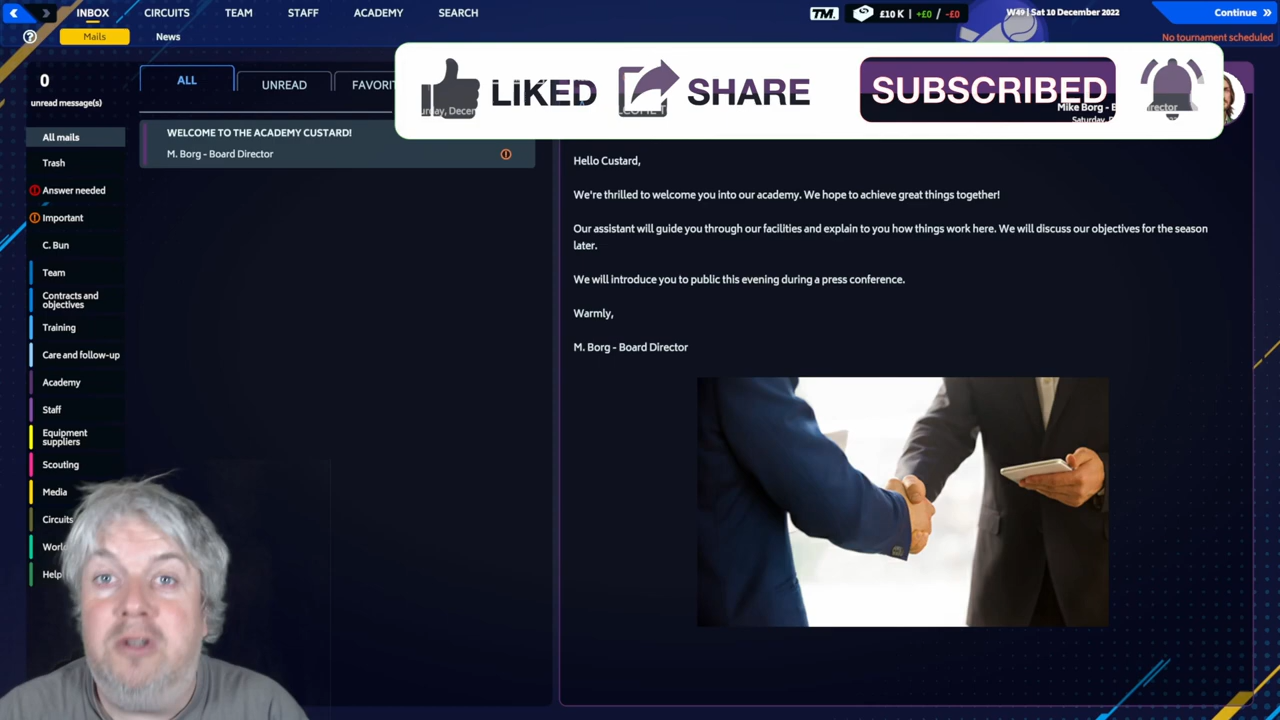 INBOX
CIRCUITS
TEAM
STAFF
ACADEMY
SEARCH
TM.
£10 K | +£0 / -£0
W49 | Sat 10 December 2022
Continue
Mails
News
No tournament scheduled
0
unread message(s)
ALL
UNREAD
LIKED
SHARE
SUBSCRIBED
Mike Borg - B
WELCOME TO THE ACADEMY CUSTARD!
M. Borg - Board Director
All mails
Trash
Answer needed
Important
C. Bun
Team
Contracts and
objectives
Training
Care and follow-up
Academy
Staff
Equipment
suppliers
Scouting
Media
Circuits
Help
Hello Custard,
We're thrilled to welcome you into our academy. We hope to achieve great things together!
Our assistant will guide you through our facilities and explain to you how things work here. We will discuss our objectives for the season
later.
We will introduce you to public this evening during a press conference.
Warmly,
M. Borg - Board Director